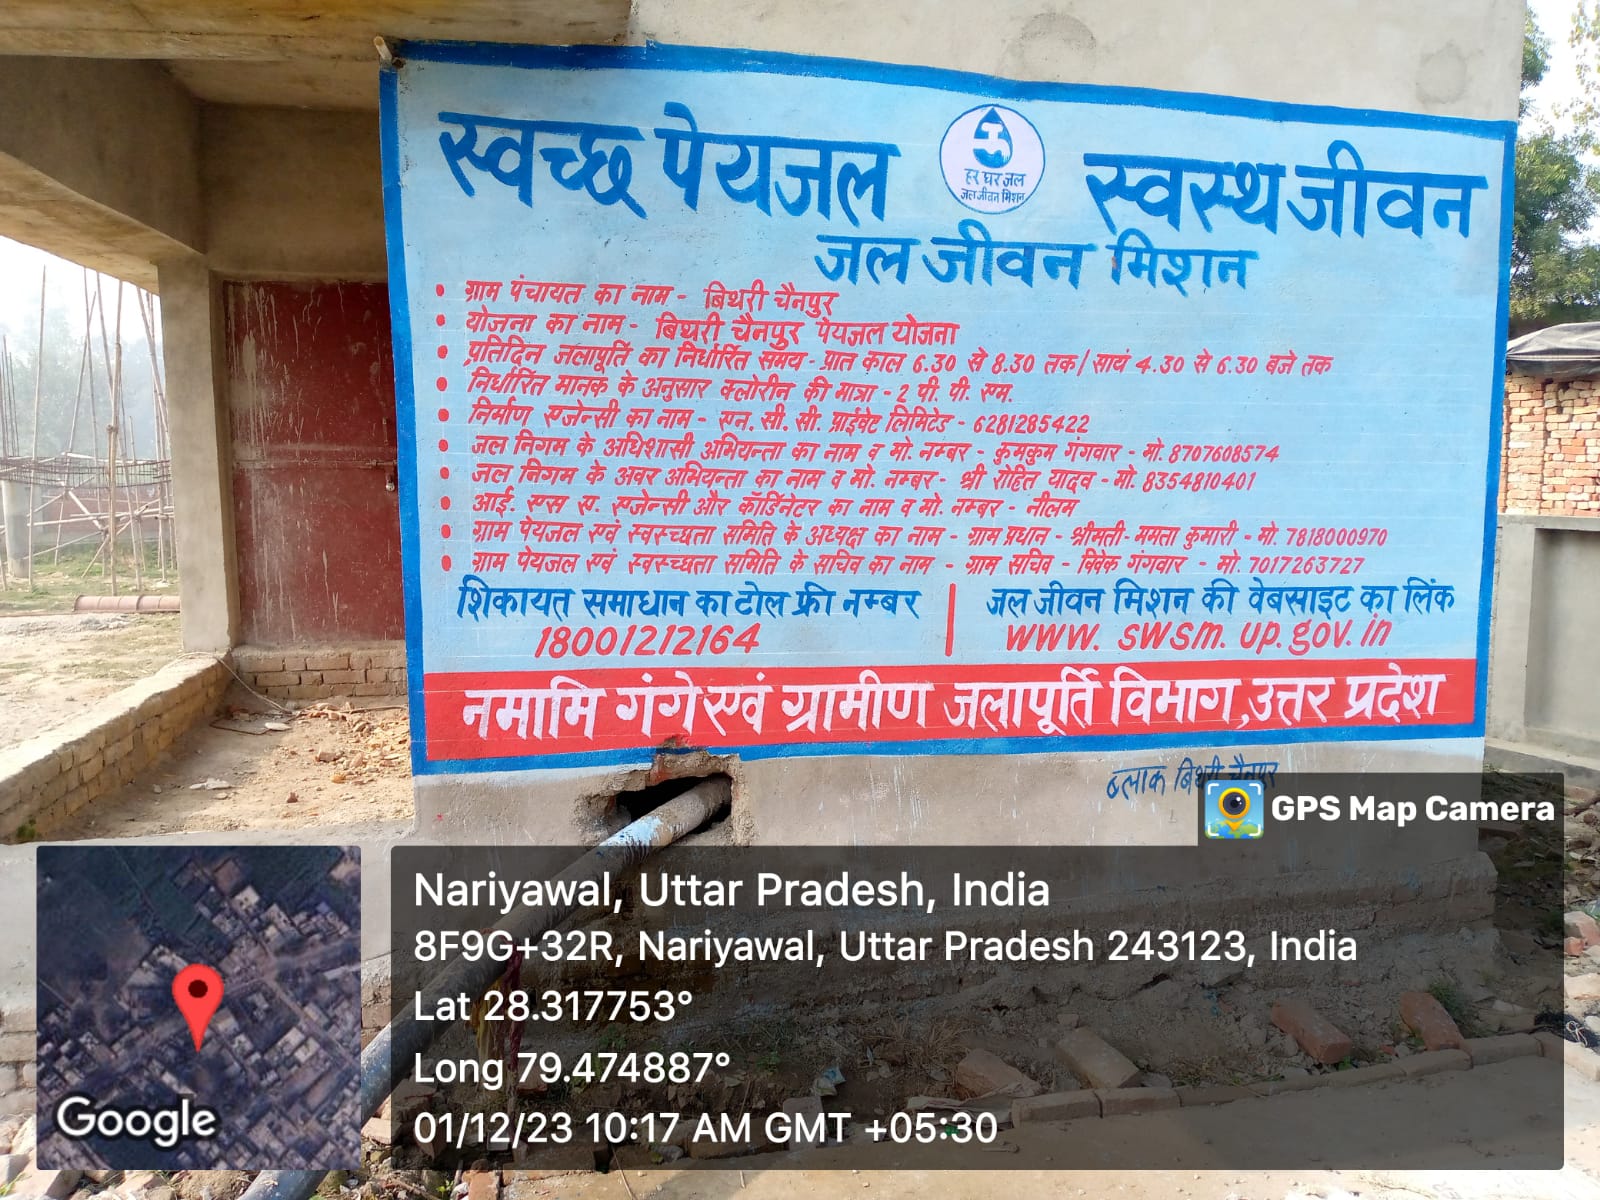 स्वच्छ पेयजल
हर घर जल
जल जीवन मिशन
स्वस्थ जीवन
जल जीवन मिशन
• ग्राम पंचायत का नाम - बिथरी चैनपुर
• योजना का नाम - बिथरी चैनपुर पेयजल योजना
• प्रतिदिन जलापूर्ति का निर्धारित समय - प्रात काल 6.30 से 8.30 तक / सायं 4.30 से 6.30 बजे तक
• निर्धारित मानक के अनुसार क्लोरीन की मात्रा - 2 पी. पी. एम.
• निर्माण एजेन्सी का नाम - एन. सी. सी. प्राईवेट लिमिटेड - 6281285422
• जल निगम के अधिशासी अभियन्ता का नाम व मो. नम्बर - कुमकुम गंगवार - मो. 8707608574
• जल निगम के अवर अभियन्ता का नाम व मो. नम्बर - श्री रोहित यादव - मो. 8354810401
• आई. एस ए. एजेन्सी और कॉर्डिनेटर का नाम व मो. नम्बर - नीलम
• ग्राम पेयजल एवं स्वस्च्छता समिति के अध्यक्ष का नाम - ग्राम प्रधान - श्रीमती - ममता कुमारी - मो. 7818000970
• ग्राम पेयजल एवं स्वस्च्छता समिति के सचिव का नाम - ग्राम सचिव - विवेक गंगवार - मो. 7017263727
शिकायत समाधान का टोल फ्री नम्बर
18001212164
जल जीवन मिशन की वेबसाइट का लिंक
www. swsm. up. gov. in
नमामि गंगे एवं ग्रामीण जलापूर्ति विभाग, उत्तर प्रदेश
ब्लाक बिथरी चैनपुर
GPS Map Camera
Nariyawal, Uttar Pradesh, India
8F9G+32R, Nariyawal, Uttar Pradesh 243123, India
Lat 28.317753°
Long 79.474887°
01/12/23 10:17 AM GMT +05:30
Google